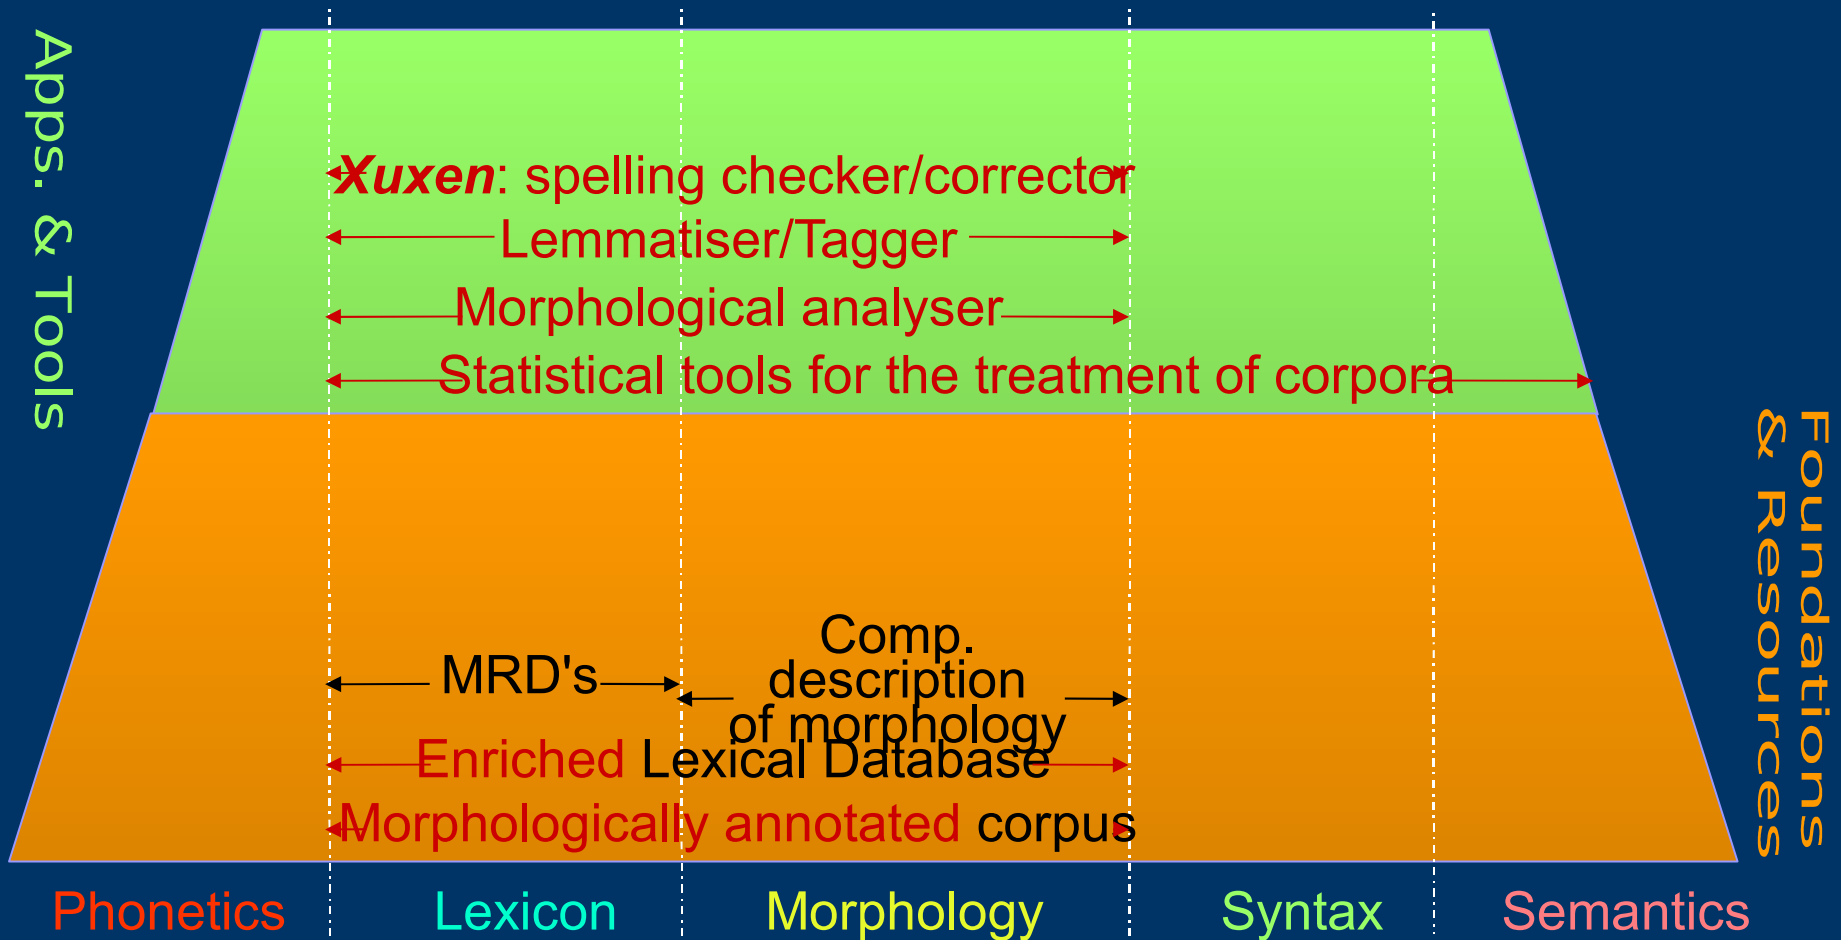 Apps. & Tools
Xuxen: spelling checker/corrector
Lemmatiser/Tagger
Morphological analyser
Statistical tools for the treatment of corpora
Foundations
& Resources
MRD's
Comp.
description
of morphology
Enriched Lexical Database
Morphologically annotated corpus
Phonetics
Lexicon
Morphology
Syntax
Semantics